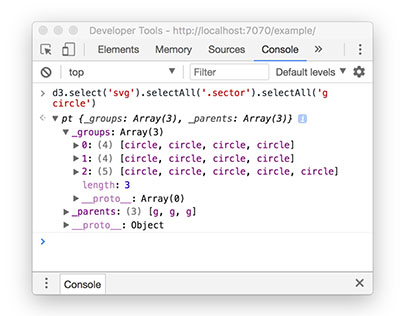 Developer Tools - http://localhost:7070/example/
Elements Memory Sources Console »
top ▼ Filter Default levels ▼
> d3.select('svg').selectAll('.sector').selectAll('g
circle')
<· ▼ pt {_groups: Array(3), _parents: Array(3)} i
▼ _groups: Array(3)
▶ 0: (4) [circle, circle, circle, circle]
▶ 1: (4) [circle, circle, circle, circle]
▶ 2: (5) [circle, circle, circle, circle, circle]
length: 3
▶ __proto__: Array(0)
▶ _parents: (3) [g, g, g]
▶ __proto__: Object
>
Console ×